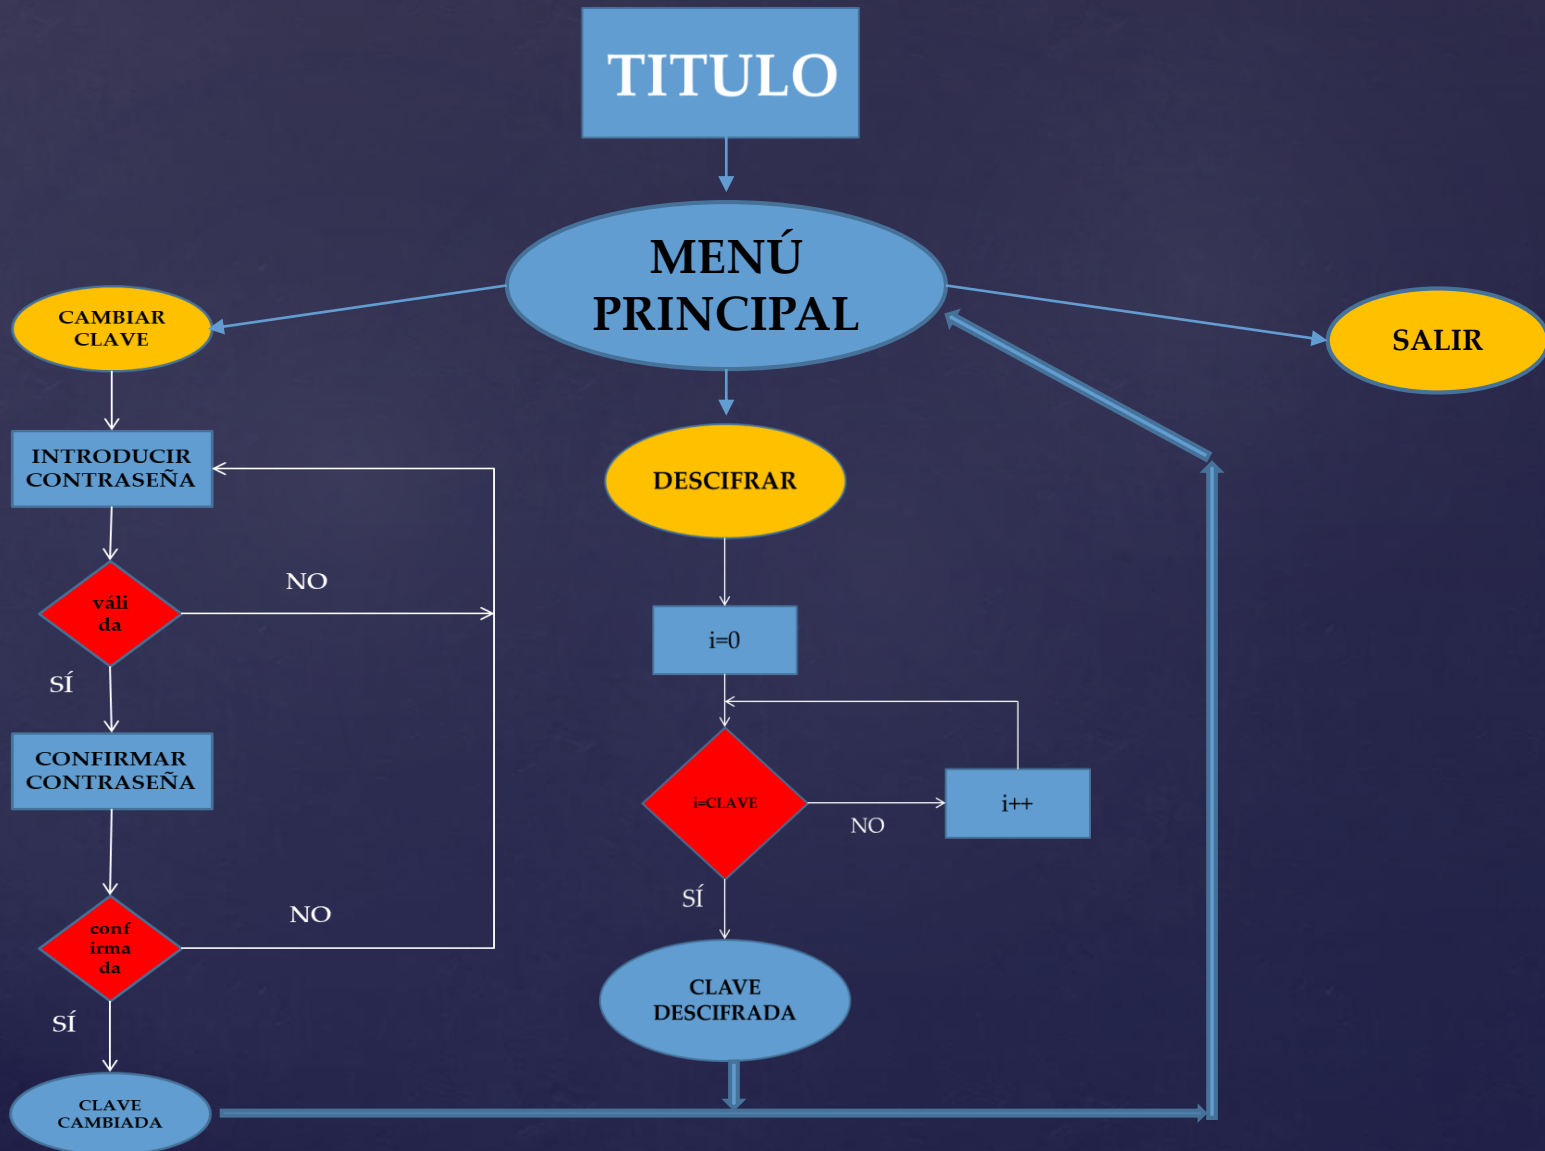 TITULO
MENÚ
PRINCIPAL
CAMBIAR
CLAVE
SALIR
INTRODUCIR
CONTRASEÑA
DESCIFRAR
NO
váli
da
i=0
SÍ
CONFIRMAR
CONTRASEÑA
i=CLAVE
i++
NO
SÍ
NO
conf
irma
da
CLAVE
DESCIFRADA
SÍ
CLAVE
CAMBIADA